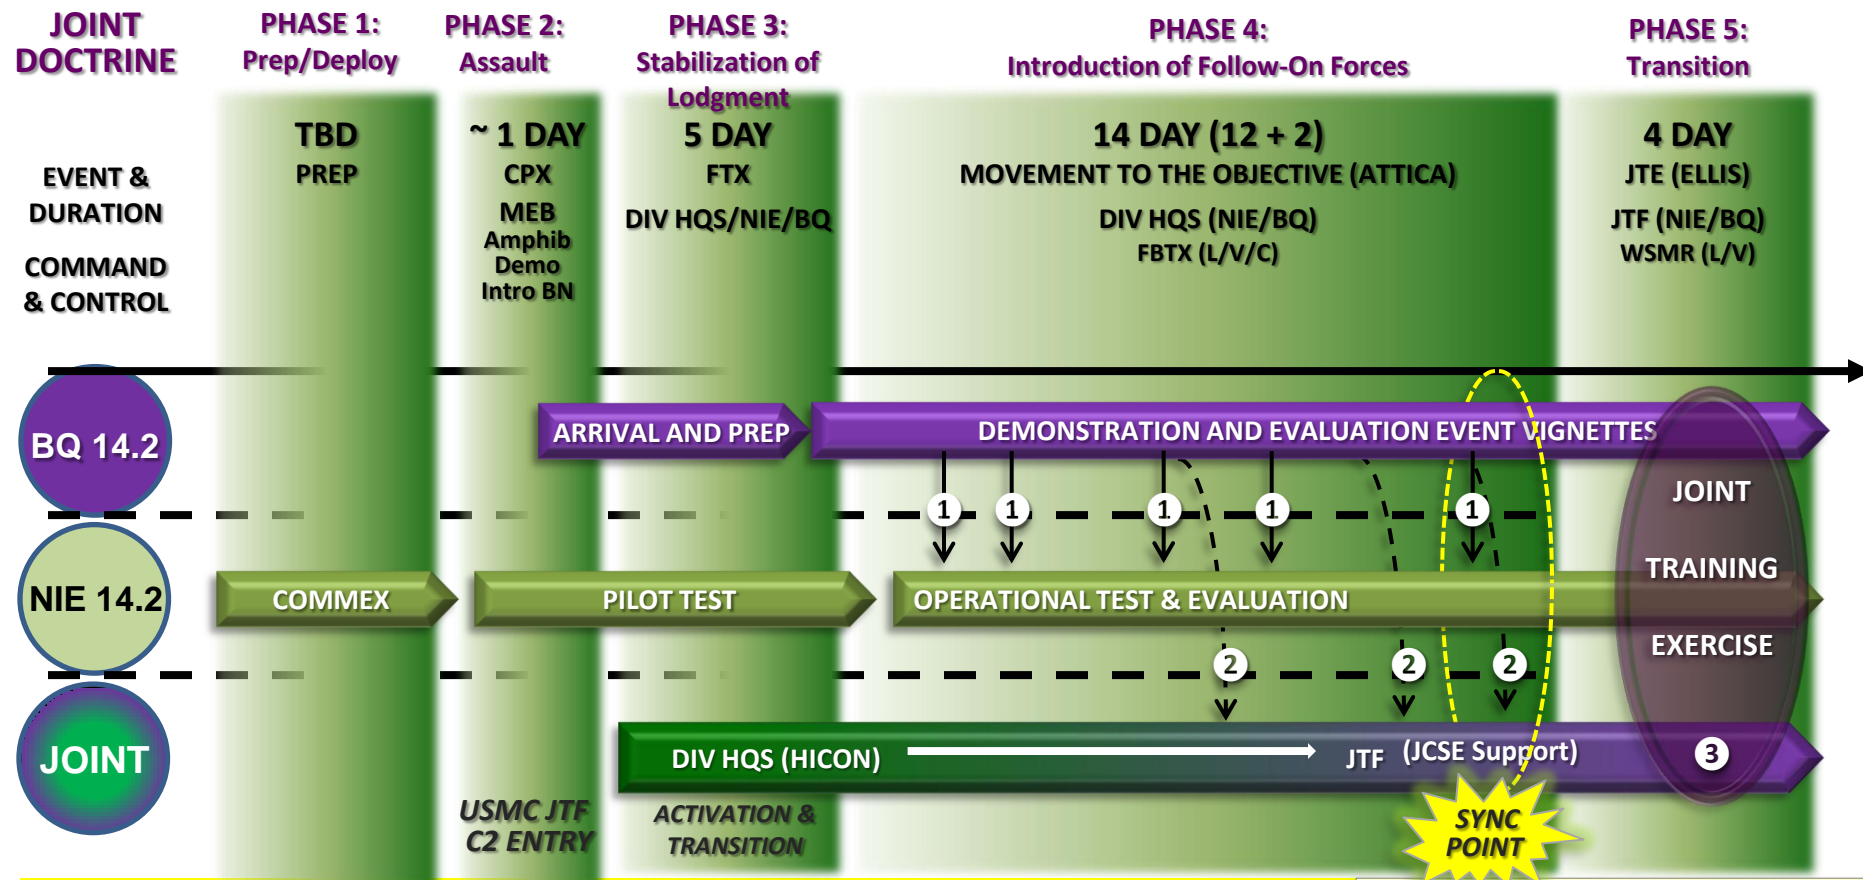 JOINT
DOCTRINE
PHASE 1:
Prep/Deploy
PHASE 2:
Assault
PHASE 3:
Stabilization of
Lodgment
PHASE 4:
Introduction of Follow-On Forces
PHASE 5:
Transition
EVENT &
DURATION
COMMAND
& CONTROL
TBD
PREP
~ 1 DAY
CPX
MEB
Amphib
Demo
Intro BN
5 DAY
FTX
DIV HQS/NIE/BQ
14 DAY (12 + 2)
MOVEMENT TO THE OBJECTIVE (ATTICA)
DIV HQS (NIE/BQ)
FBTX (L/V/C)
4 DAY
JTE (ELLIS)
JTF (NIE/BQ)
WSMR (L/V)
BQ 14.2
ARRIVAL AND PREP
DEMONSTRATION AND EVALUATION EVENT VIGNETTES
1
1
1
1
1
NIE 14.2
COMMEX
PILOT TEST
OPERATIONAL TEST & EVALUATION
JOINT
TRAINING
EXERCISE
2
2
2
JOINT
DIV HQS (HICON)
JTF
(JCSE Support)
3
USMC JTF
C2 ENTRY
ACTIVATION &
TRANSITION
SYNC
POINT